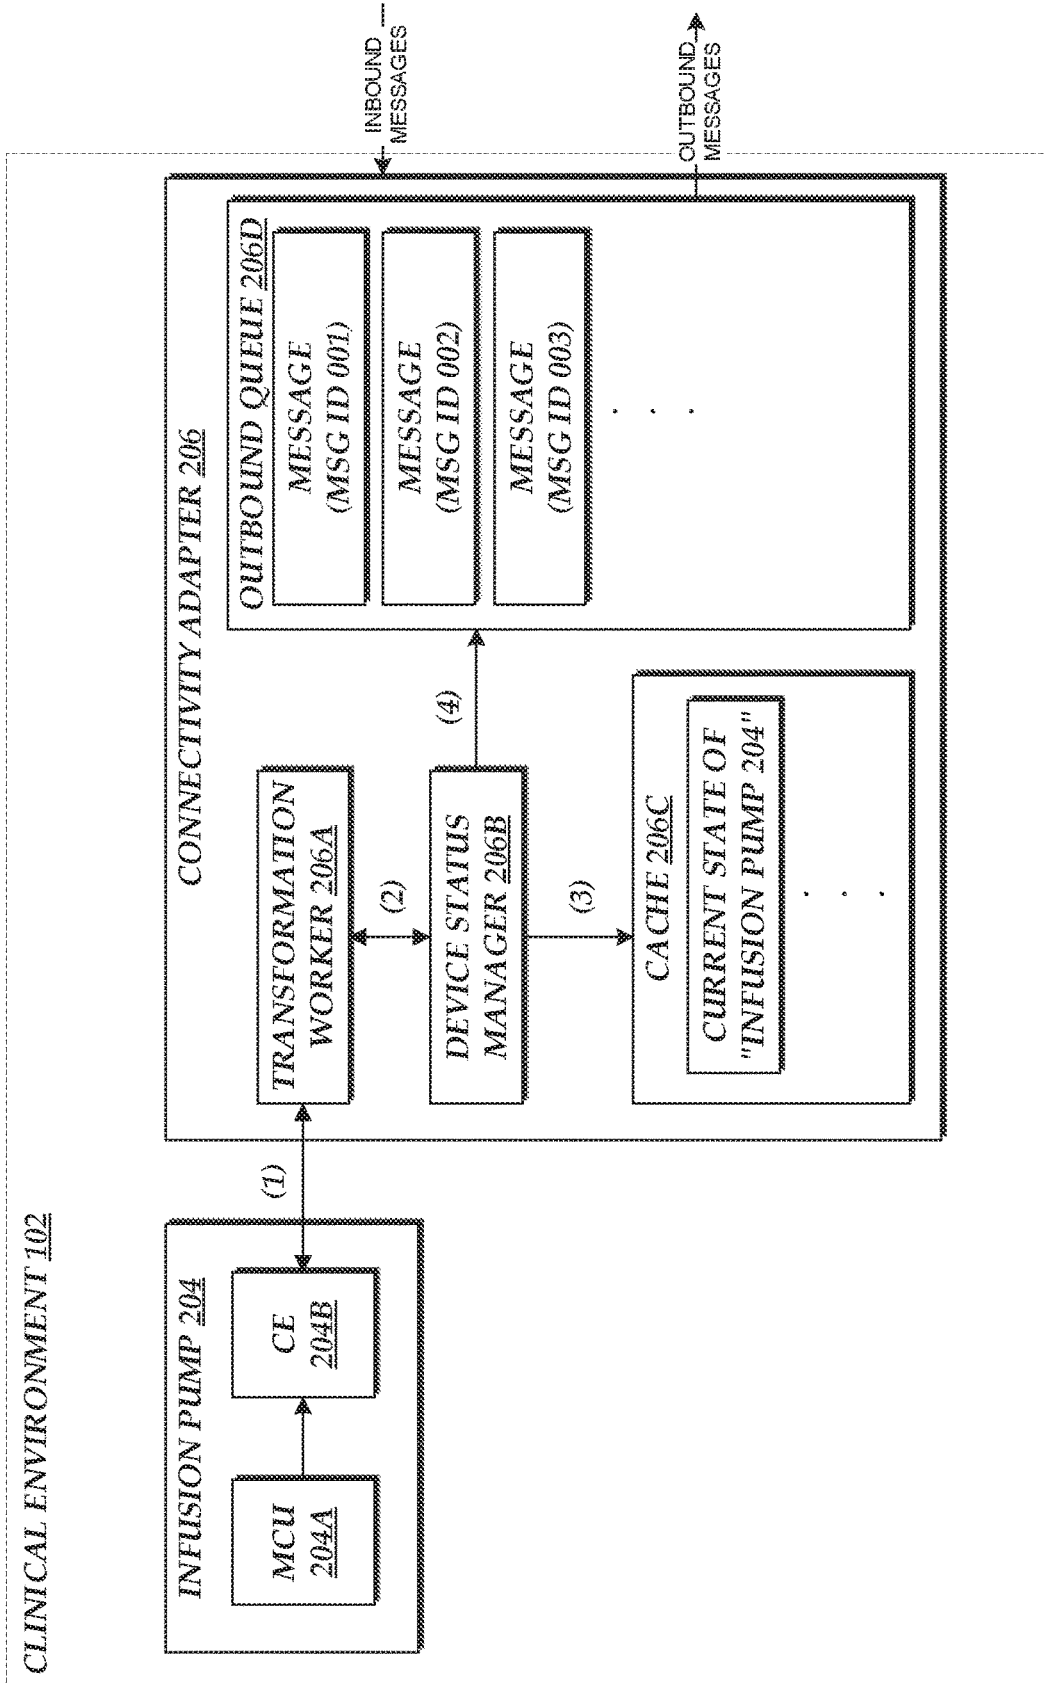 CLINICAL ENVIRONMENT 102
INFUSION PUMP 204
MCU
204A
CE
204B
(1)
CONNECTIVITY ADAPTER 206
TRANSFORMATION
WORKER 206A
(2)
DEVICE STATUS
MANAGER 206B
(3)
(4)
CACHE 206C
CURRENT STATE OF
"INFUSION PUMP 204"
. . .
OUTBOUND QUEUE 206D
MESSAGE
(MSG ID 001)
MESSAGE
(MSG ID 002)
MESSAGE
(MSG ID 003)
. . .
INBOUND
MESSAGES
OUTBOUND
MESSAGES